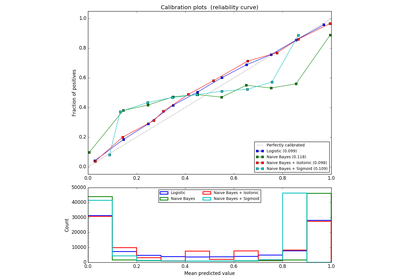 Calibration plots (reliability curve)
1.0
0.8
0.6
0.4
0.2
0.0
Fraction of positives
Perfectly calibrated
Logistic (0.099)
Naive Bayes (0.118)
Naive Bayes + Isotonic (0.098)
Naive Bayes + Sigmoid (0.109)
0.0 0.2 0.4 0.6 0.8 1.0
50000
40000
30000
20000
10000
0
Count
Logistic
Naive Bayes
Naive Bayes + Isotonic
Naive Bayes + Sigmoid
0.0 0.2 0.4 0.6 0.8 1.0
Mean predicted value